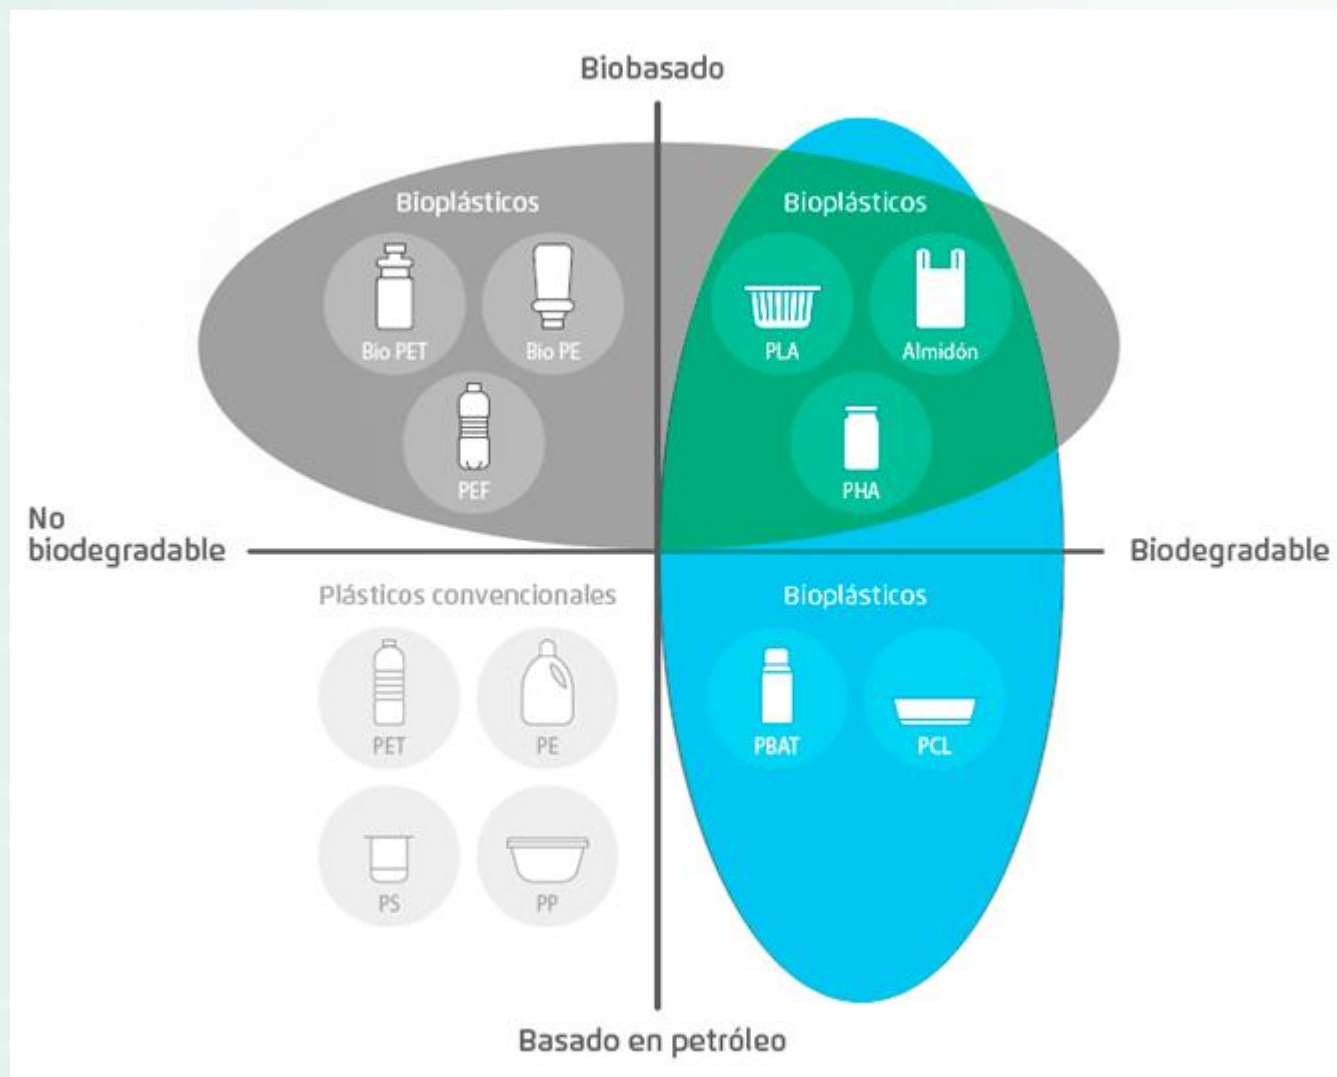 Biobasado
Bioplásticos
Bioplásticos
Bio PET
Bio PE
PLA
Almidón
PEF
PHA
No
biodegradable
Biodegradable
Plásticos convencionales
Bioplásticos
PET
PE
PBAT
PCL
PS
PP
Basado en petróleo